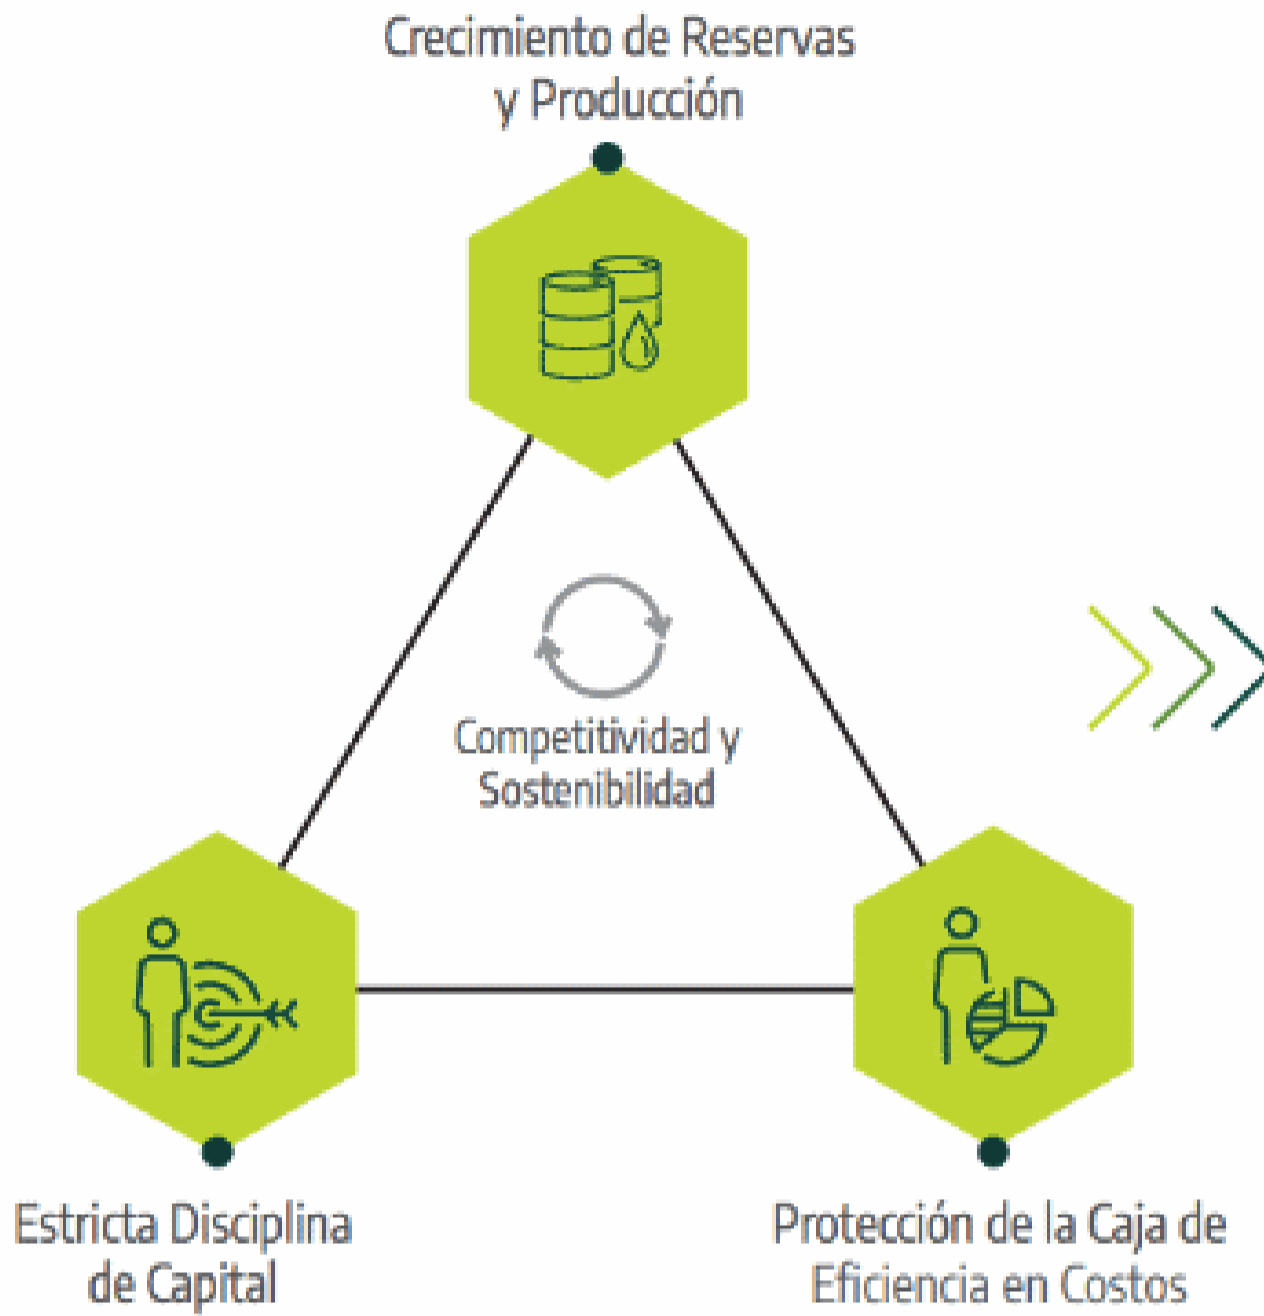 Crecimiento de Reservas
y Producción
Competitividad y
Sostenibilidad
Estricta Disciplina
de Capital
Protección de la Caja de
Eficiencia en Costos